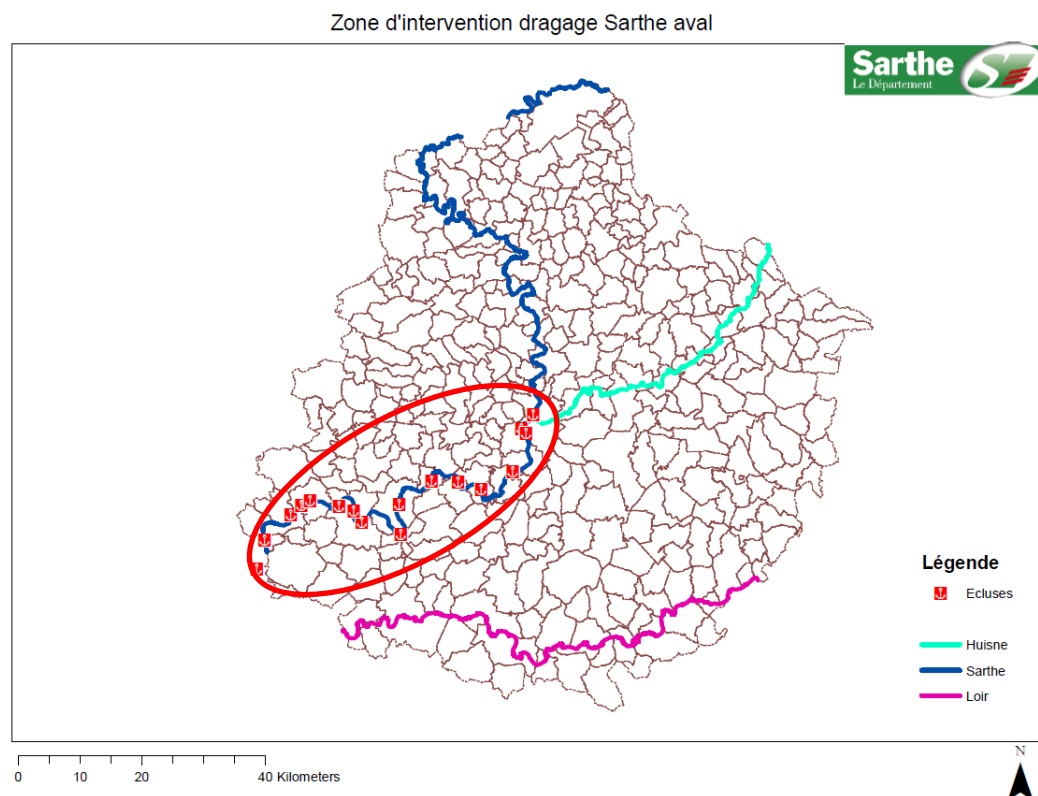 Zone d'intervention dragage Sarthe aval
Sarthe
Le Département
Légende
Ecluses
Huisne
Sarthe
Loir
0 10 20 40 Kilometers
N